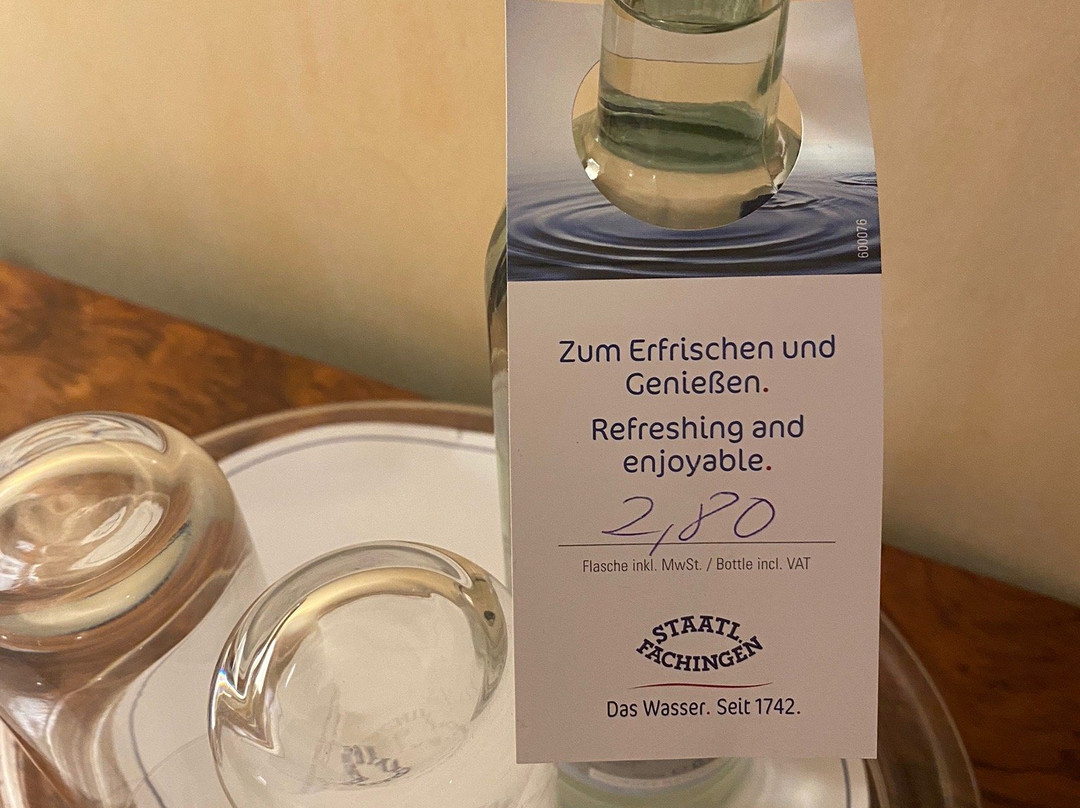 600076
Zum Erfrischen und
Genießen.
Refreshing and
enjoyable.
2,80
Flasche inkl. MwSt. / Bottle incl. VAT
STAATL.
FACHINGEN
Das Wasser. Seit 1742.